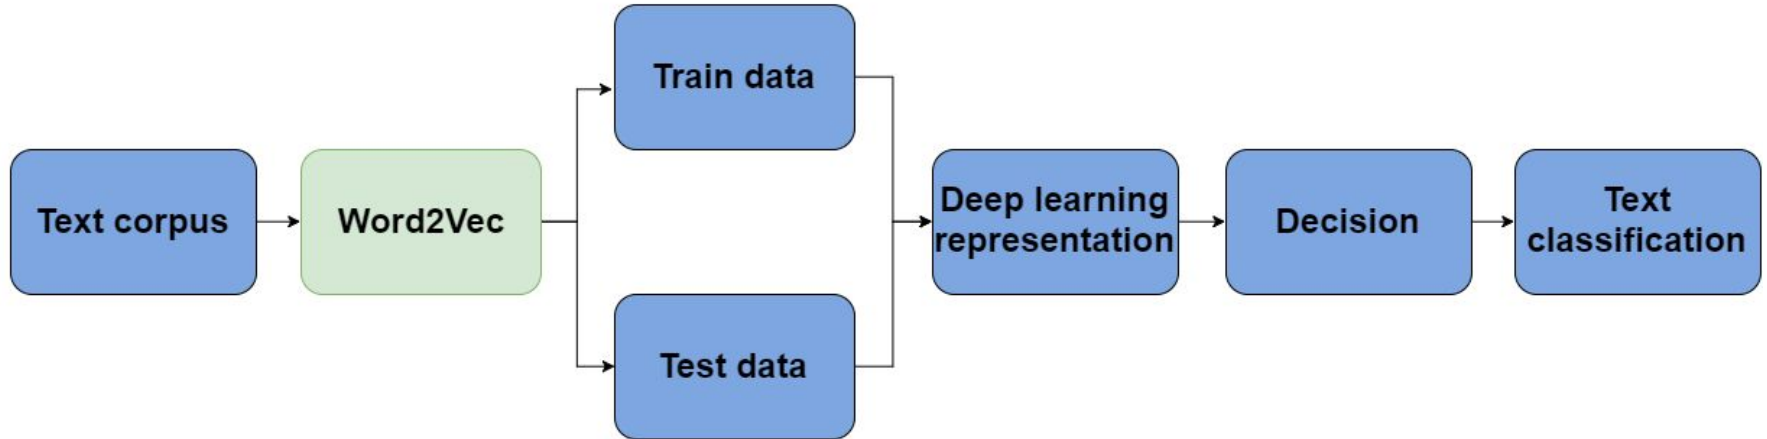 Text corpus
Word2Vec
Train data
Test data
Deep learning
representation
Decision
Text
classification